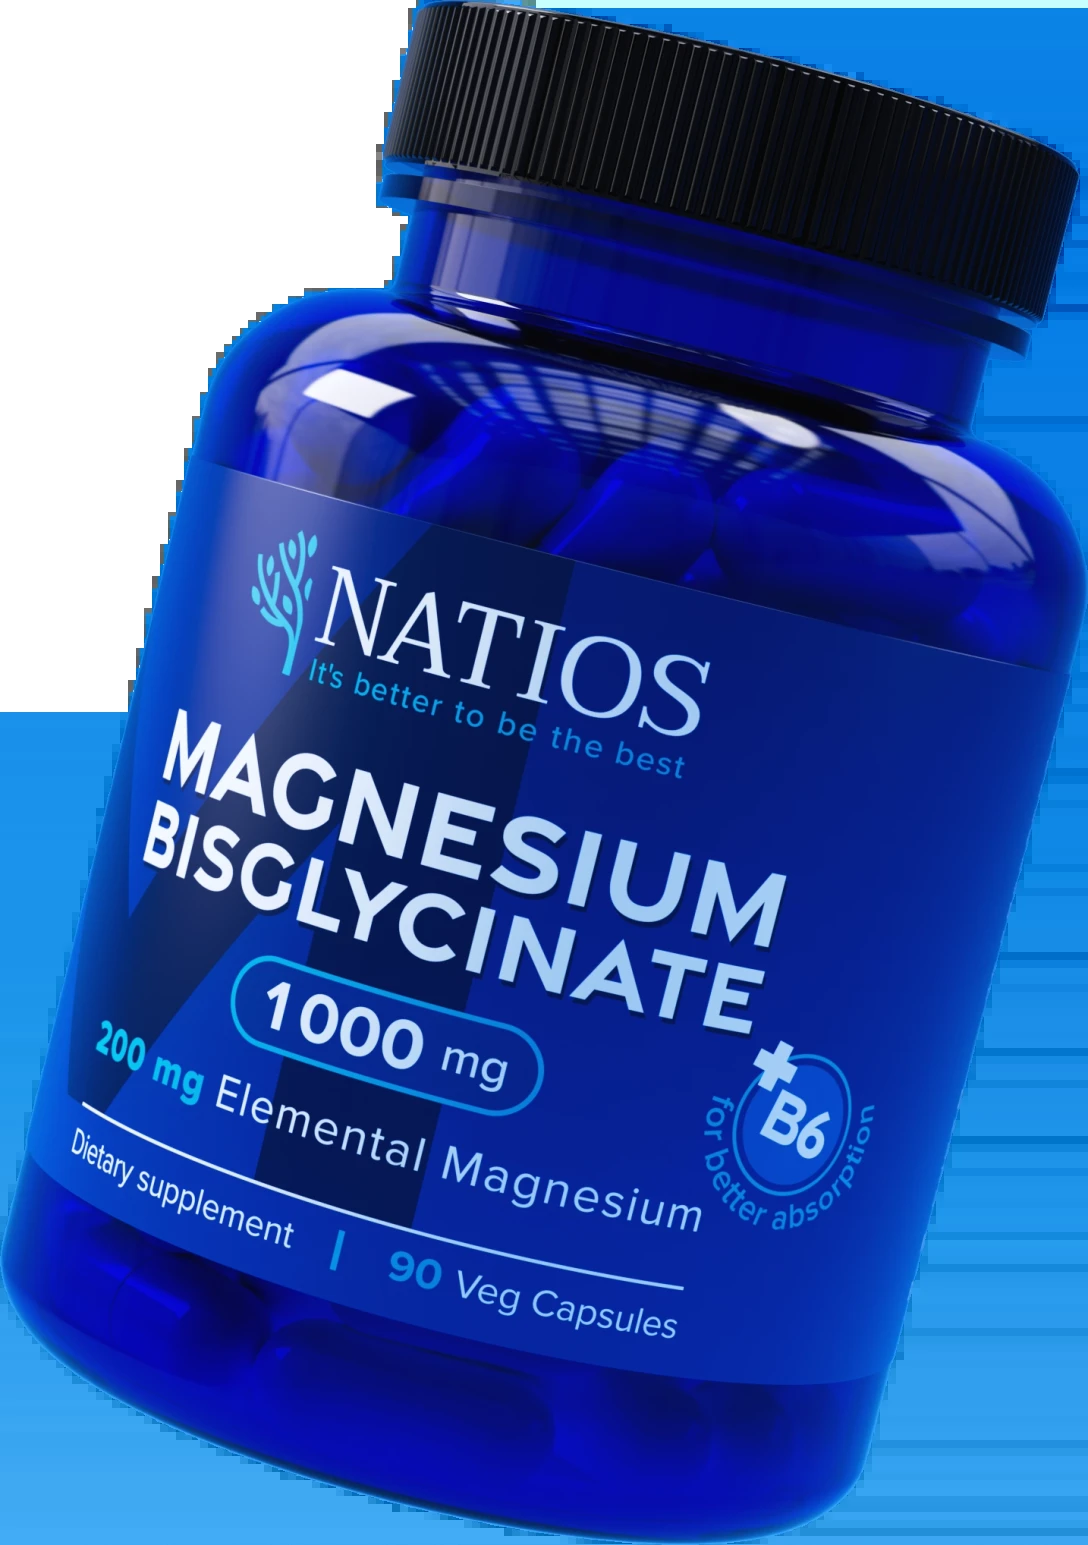 NATIOS
It's better to be the best
MAGNESIUM
BISGLYCINATE
1000 mg
200 mg Elemental Magnesium
+B6
for better absorption
Dietary supplement | 90 Veg Capsules